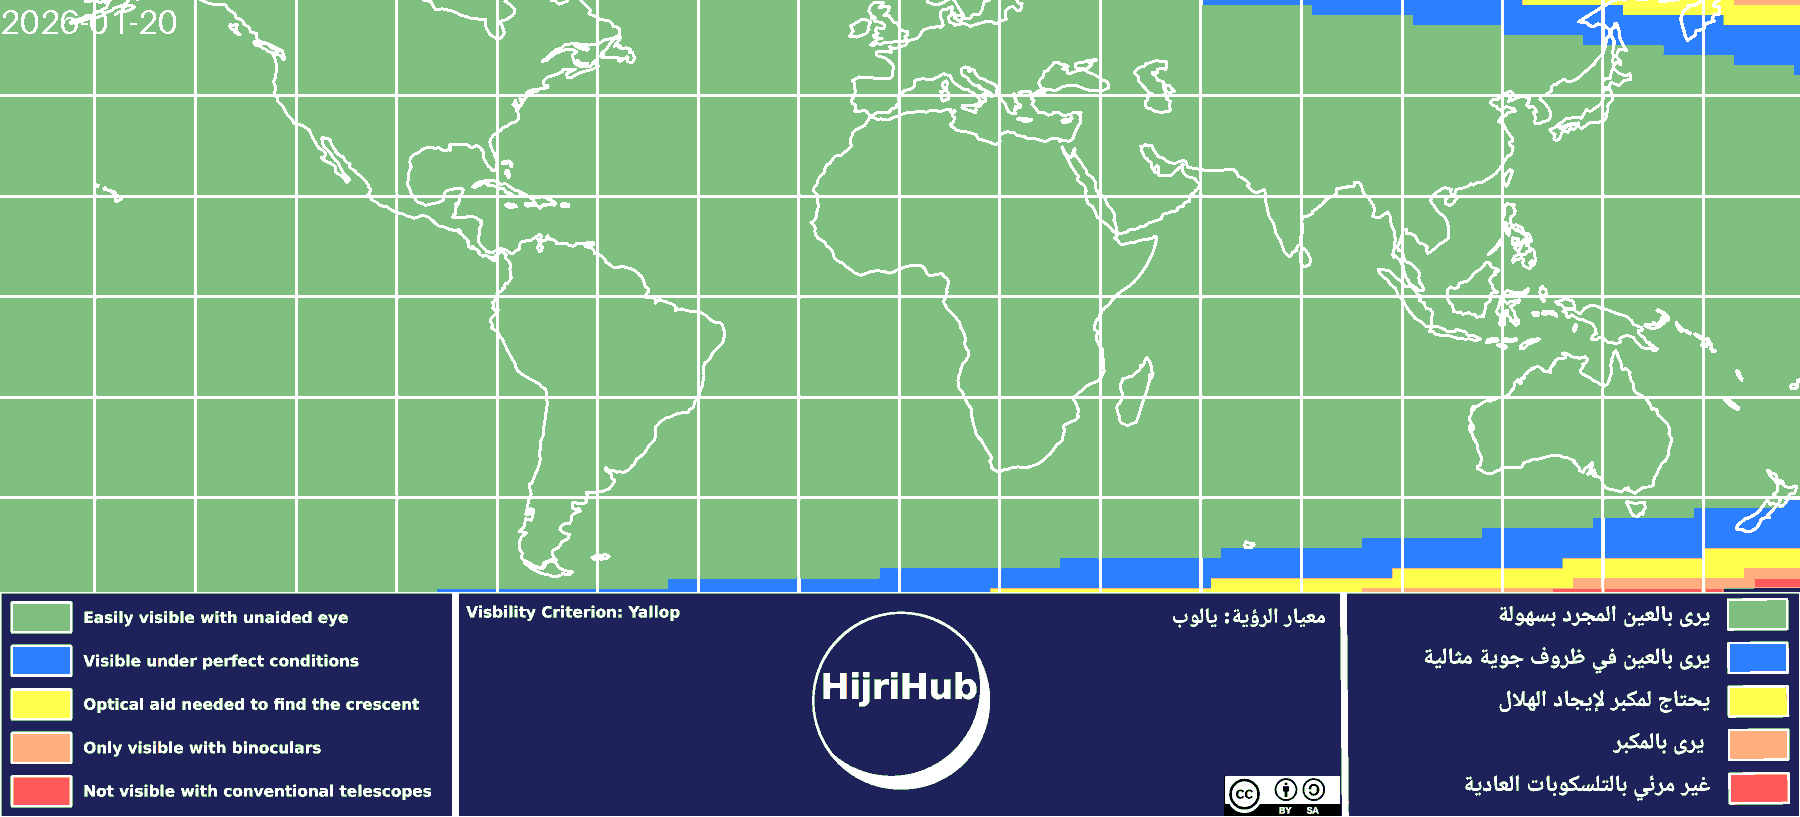 2026-01-20
Easily visible with unaided eye
Visible under perfect conditions
Optical aid needed to find the crescent
Only visible with binoculars
Not visible with conventional telescopes
Visbility Criterion: Yallop
معيار الرؤية: يالوب
HijriHub
cc
BY SA
يرى بالعين المجرد بسهولة
يرى بالعين في ظروف جوية مثالية
يحتاج لمكبر لإيجاد الهلال
يرى بالمكبر
غير مرئي بالتلسكوبات العادية